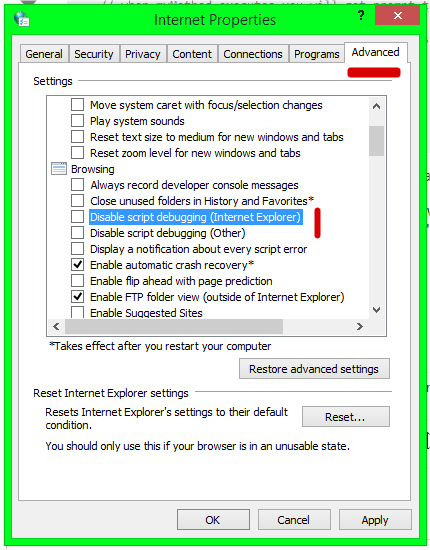 Internet Properties
? ×
General Security Privacy Content Connections Programs Advanced
Settings
Move system caret with focus/selection changes
Play system sounds
Reset text size to medium for new windows and tabs
Reset zoom level for new windows and tabs
Browsing
Always record developer console messages
Close unused folders in History and Favorites*
Disable script debugging (Internet Explorer)
Disable script debugging (Other)
Display a notification about every script error
Enable automatic crash recovery*
Enable flip ahead with page prediction
Enable FTP folder view (outside of Internet Explorer)
Enable Suggested Sites
*Takes effect after you restart your computer
Restore advanced settings
Reset Internet Explorer settings
Resets Internet Explorer's settings to their default
condition.
Reset...
You should only use this if your browser is in an unusable state.
OK Cancel Apply